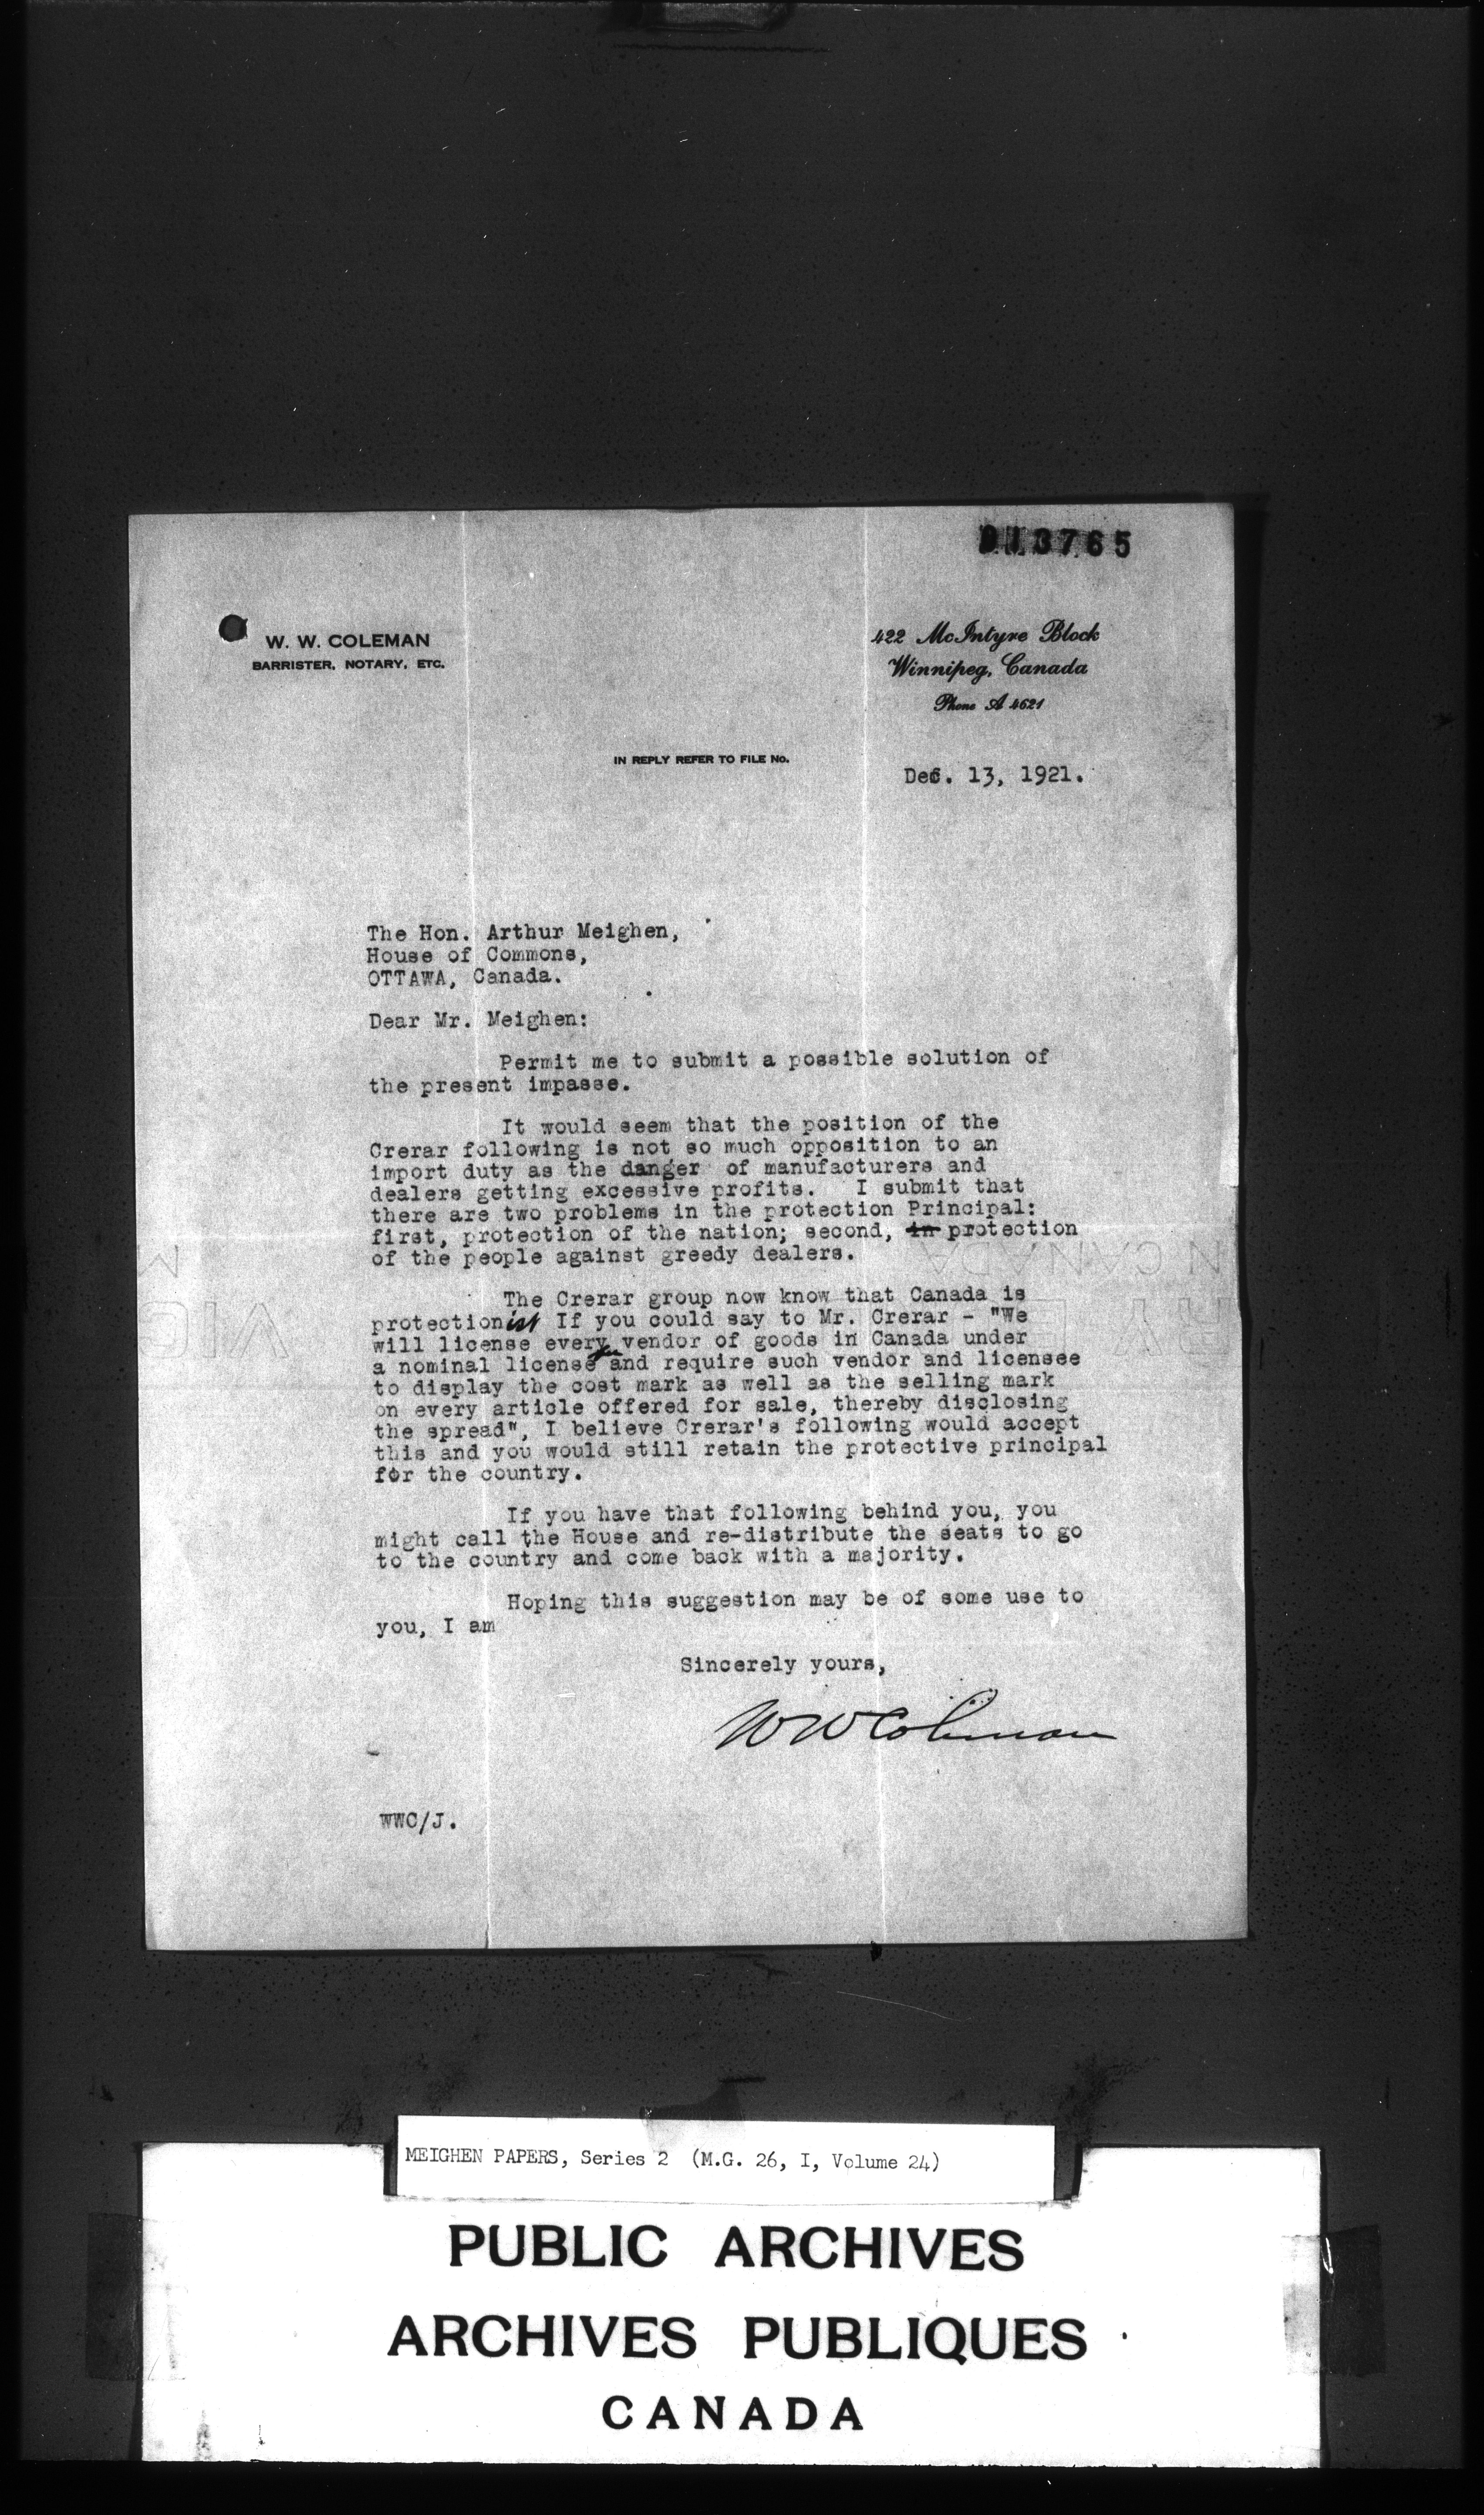 013765
W. W. COLEMAN
BARRISTER, NOTARY, ETC.
422 McIntyre Block
Winnipeg, Canada
Phone A 4621
IN REPLY REFER TO FILE No.
Dec. 13, 1921.
The Hon. Arthur Meighen,
House of Commons,
OTTAWA, Canada.
Dear Mr. Meighen:
Permit me to submit a possible solution of
the present impasse.
It would seem that the position of the
Crerar following is not so much opposition to an
import duty as the danger of manufacturers and
dealers getting excessive profits. I submit that
there are two problems in the protection Principal:
first, protection of the nation; second, in protection
of the people against greedy dealers.
The Crerar group now know that Canada is
protectionist If you could say to Mr. Crerar - "We
will license every vendor of goods in Canada under
a nominal license and require such vendor and licensee
to display the cost mark as well as the selling mark
on every article offered for sale, thereby disclosing
the spread", I believe Crerar's following would accept
this and you would still retain the protective principal
for the country.
If you have that following behind you, you
might call the House and re-distribute the seats to go
to the country and come back with a majority.
Hoping this suggestion may be of some use to
you, I am
Sincerely yours,
WWColeman
WWC/J.
MEIGHEN PAPERS, Series 2 (M.G. 26, I, Volume 24)
PUBLIC ARCHIVES
ARCHIVES PUBLIQUES
CANADA